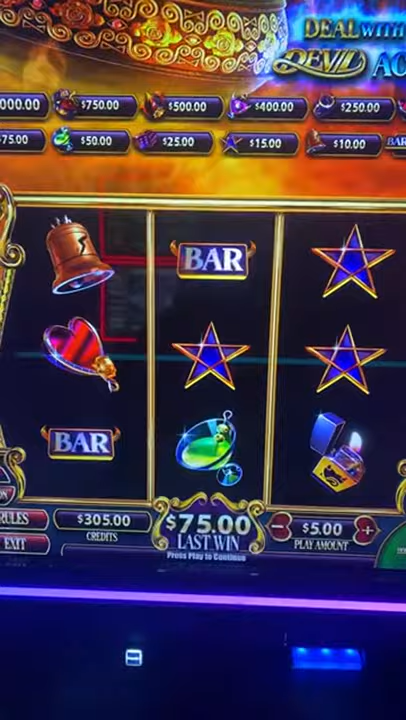 DEAL WITH
DEVIL
000.00 $750.00 $500.00 $400.00 $250.00
$75.00 $50.00 $25.00 $15.00 $10.00 BAR
BAR
BAR
RULES
EXIT
$305.00
CREDITS
$75.00
LAST WIN
Press Play to Continue
$5.00
PLAY AMOUNT